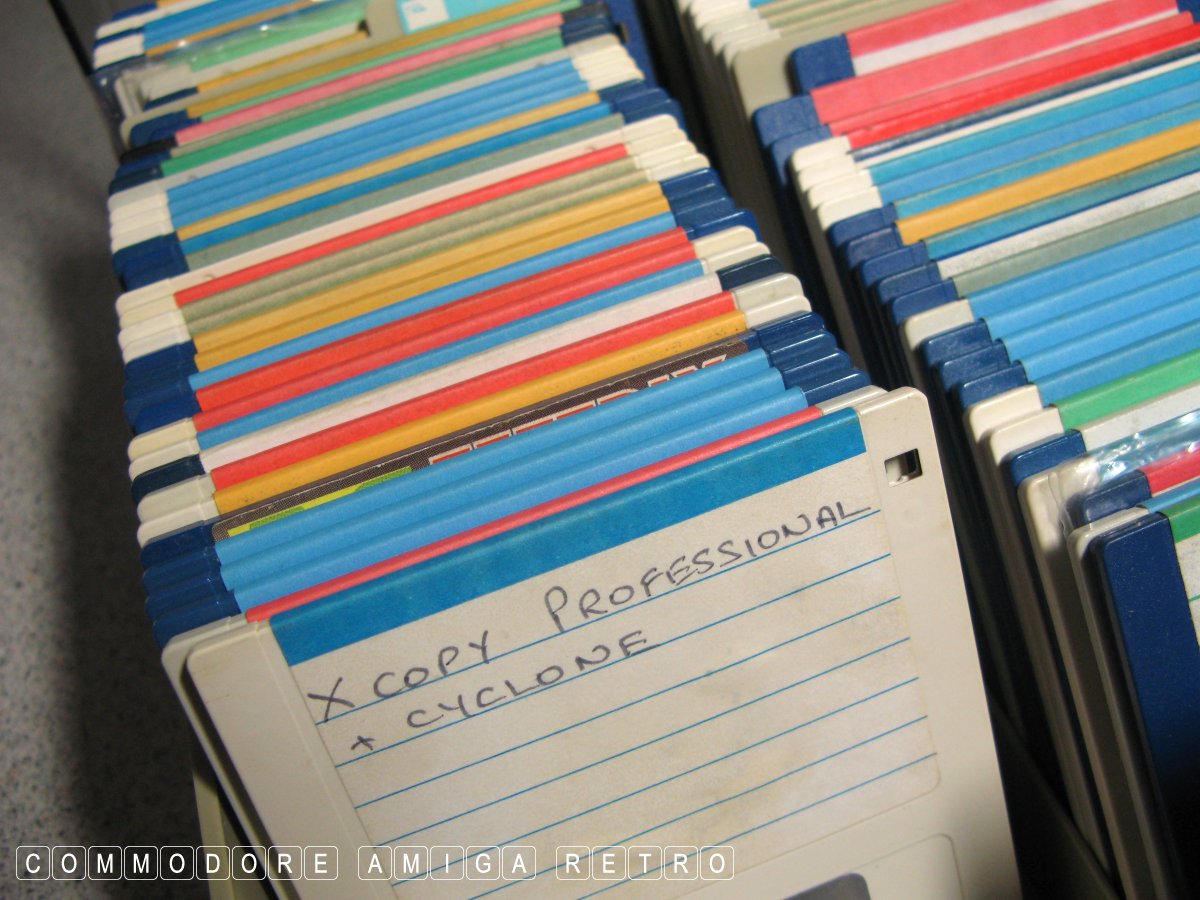 X COPY PROFESSIONAL
+ CYCLONE
COMMODORE AMIGA RETRO